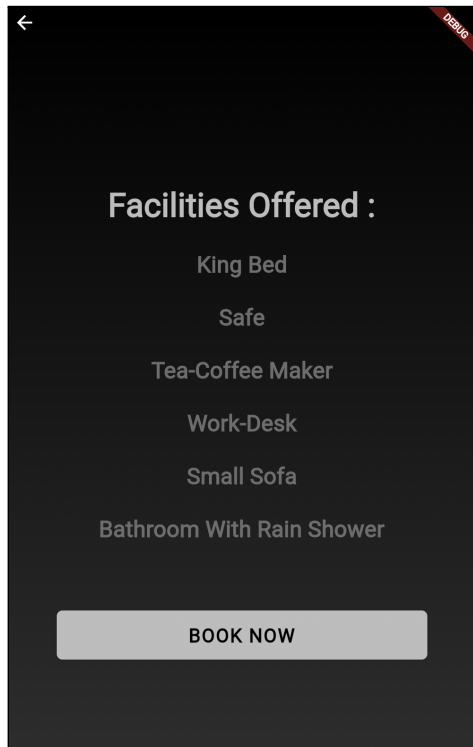 DEBUG
Facilities Offered :
King Bed
Safe
Tea-Coffee Maker
Work-Desk
Small Sofa
Bathroom With Rain Shower
BOOK NOW